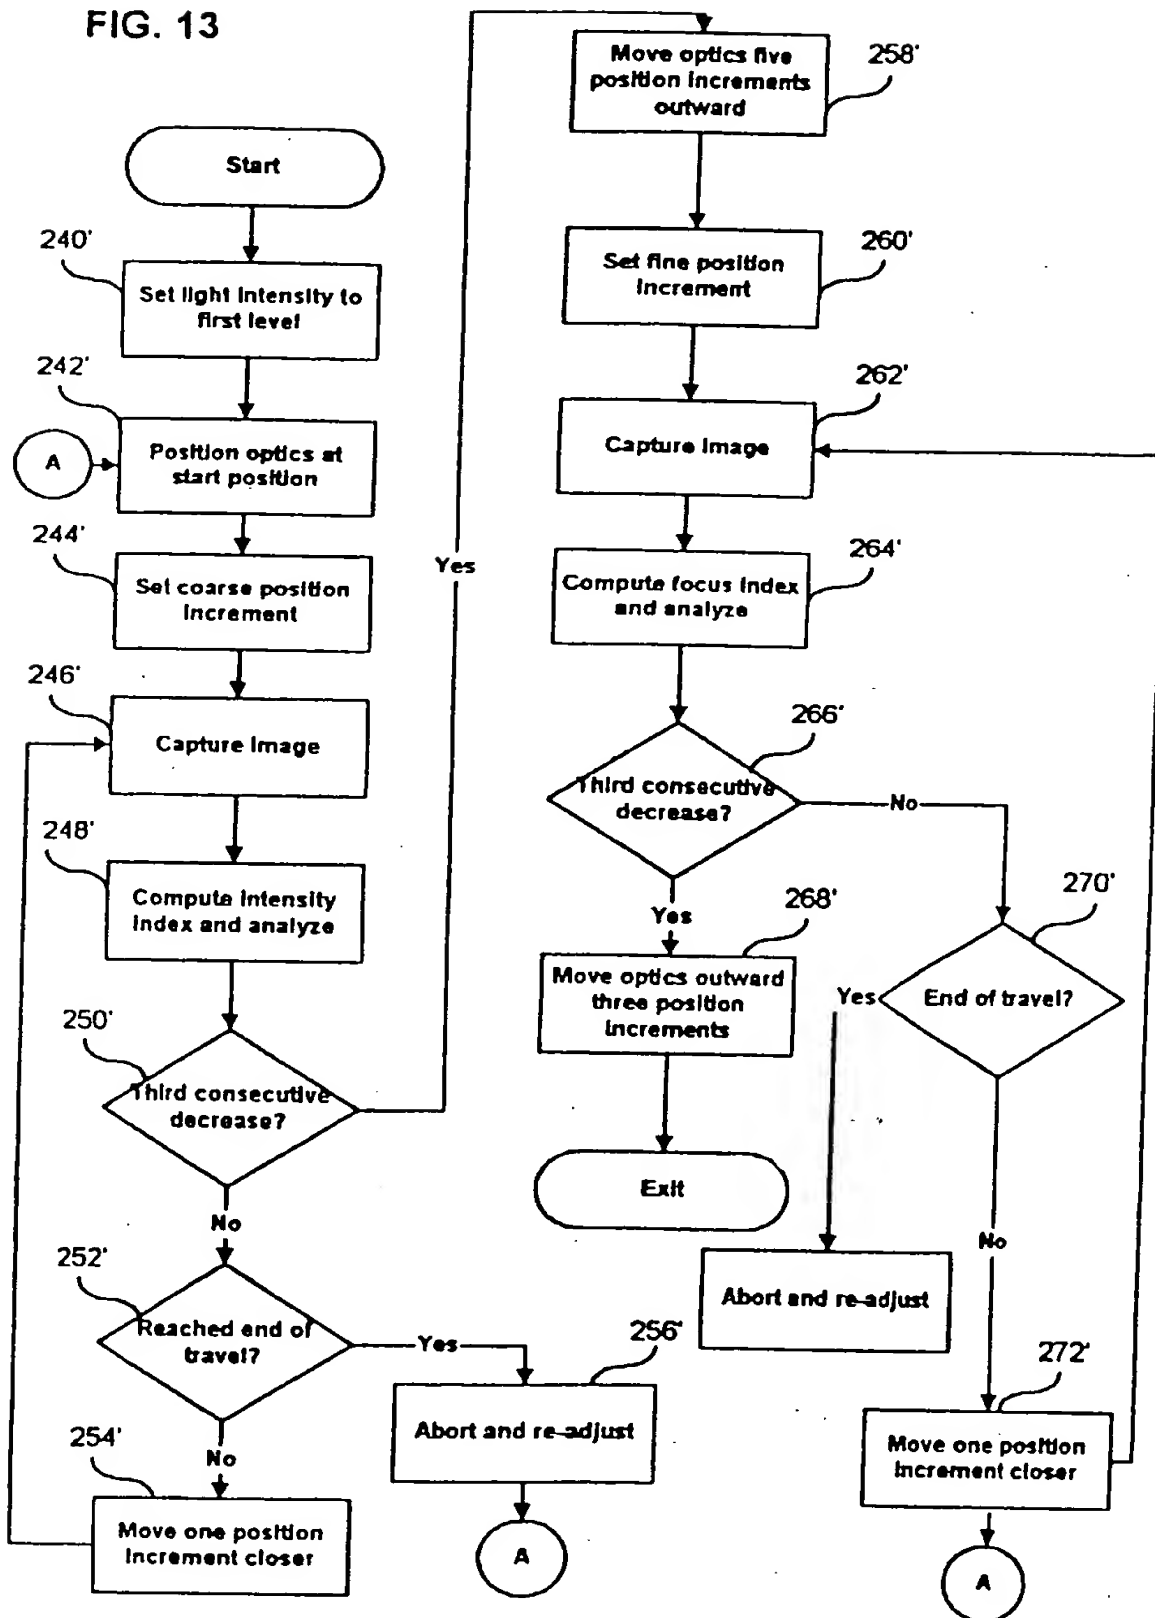 FIG. 13
Start
240'
Set light intensity to
first level
242'
A
Position optics at
start position
244'
Set coarse position
increment
246'
Capture Image
248'
Compute intensity
index and analyze
250'
Third consecutive
decrease?
Yes
No
252'
Reached end of
travel?
Yes
256'
Abort and re-adjust
A
No
254'
Move one position
increment closer
Move optics five
position increments
outward
258'
Set fine position
increment
260'
Capture Image
262'
Compute focus index
and analyze
264'
Third consecutive
decrease?
266'
No
Yes
268'
Move optics outward
three position
increments
Exit
270'
End of travel?
Yes
Abort and re-adjust
No
272'
Move one position
increment closer
A